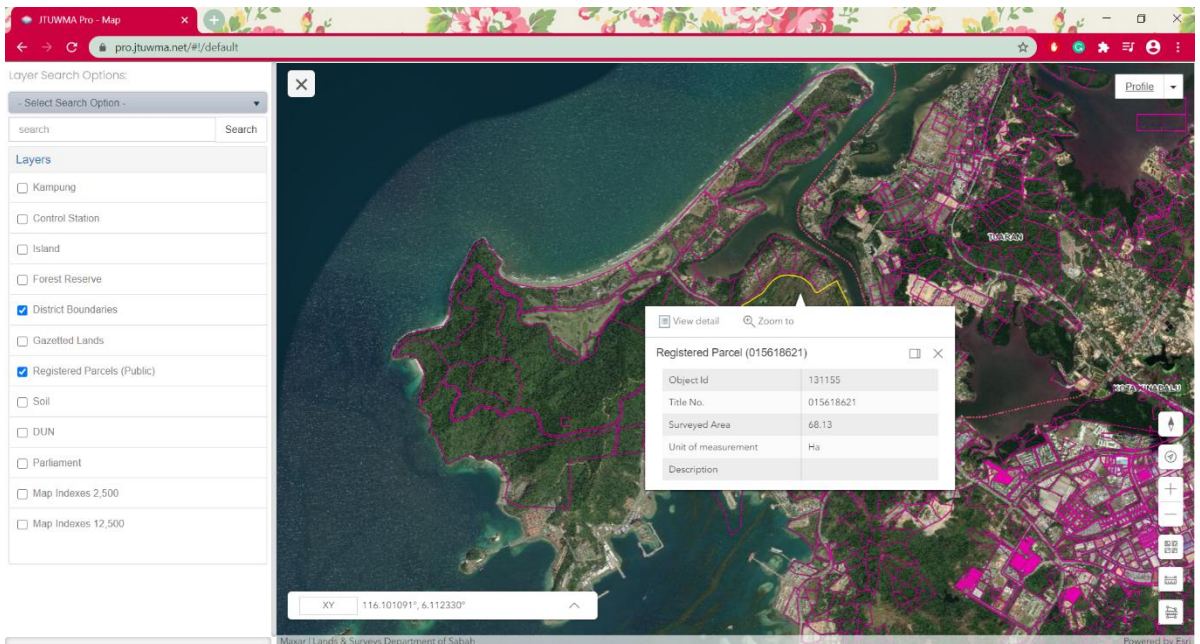 JTUWMA Pro - Map
pro.jtuwma.net/#!/default
Layer Search Options:
- Select Search Option -
search Search
Layers
Kampung
Control Station
Island
Forest Reserve
District Boundaries
Gazetted Lands
Registered Parcels (Public)
Soil
DUN
Parliament
Map Indexes 2,500
Map Indexes 12,500
Profile
TUARAN
View detail Zoom to
Registered Parcel (015618621)
Object Id 131155
Title No. 015618621
Surveyed Area 68.13
Unit of measurement Ha
Description
KOTA KINABALU
XY 116.101091°, 6.112330°
Maxar | Lands & Surveys Department of Sabah
Powered by Esri